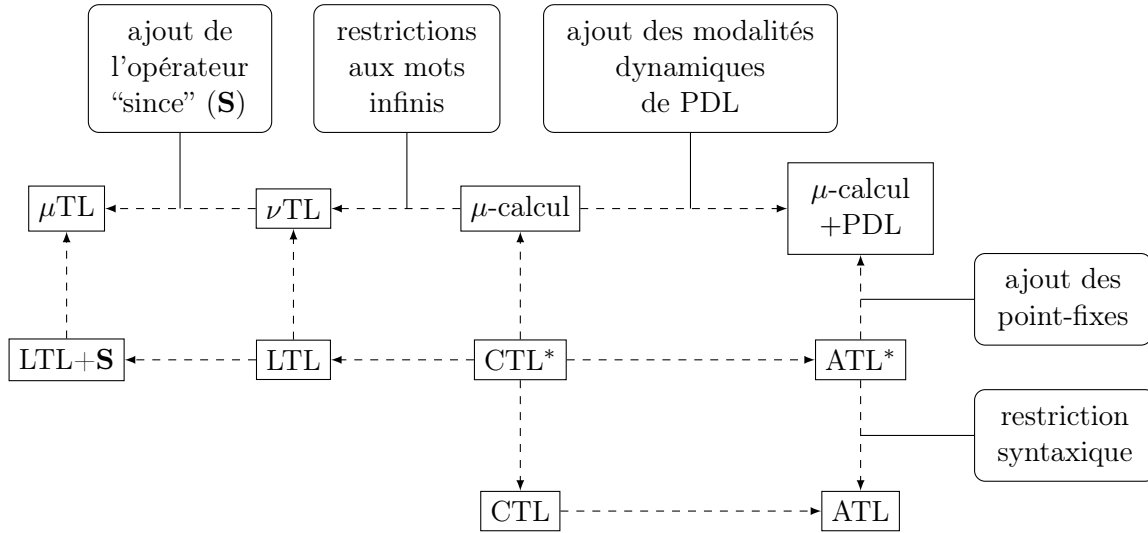 ajout de
l'opérateur
“since” (S)
restrictions
aux mots
infinis
ajout des modalités
dynamiques
de PDL
μTL
νTL
μ-calcul
μ-calcul
+PDL
ajout des
point-fixes
LTL+S
LTL
CTL*
ATL*
restriction
syntaxique
CTL
ATL